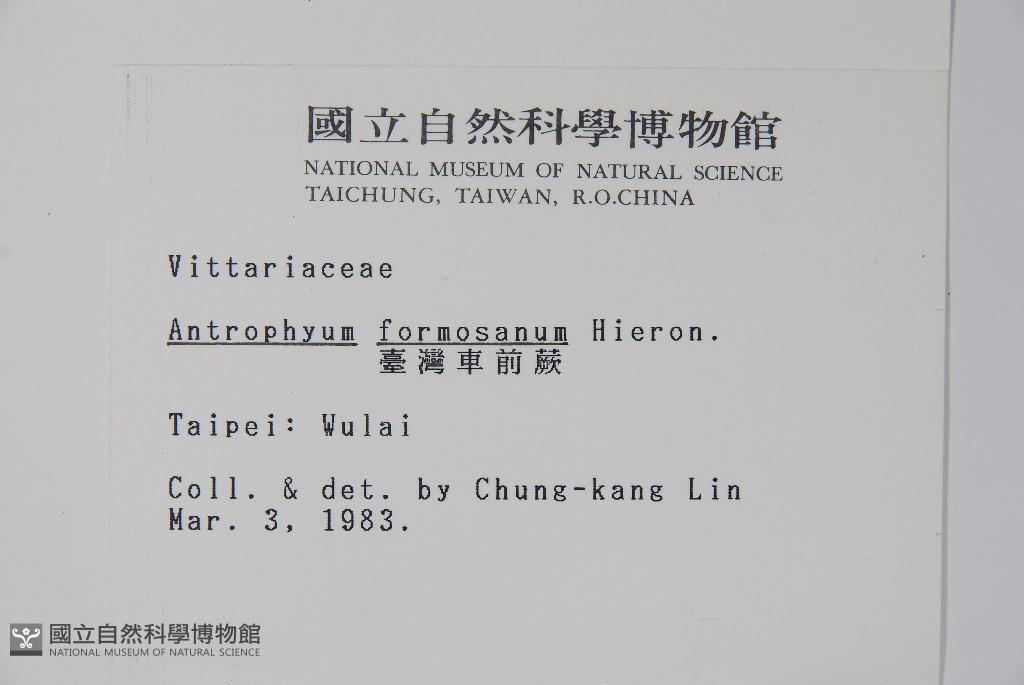 國立自然科學博物館
NATIONAL MUSEUM OF NATURAL SCIENCE
TAICHUNG, TAIWAN, R.O.CHINA
Vittariaceae
Antrophyum formosanum Hieron.
臺灣車前蕨
Taipei: Wulai
Coll. & det. by Chung-kang Lin
Mar. 3, 1983.
國立自然科學博物館
NATIONAL MUSEUM OF NATURAL SCIENCE